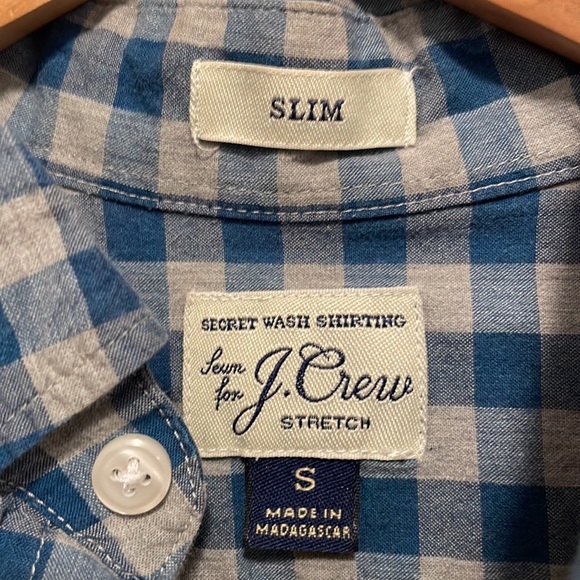 SLIM
SECRET WASH SHIRTING
Sewn for J.Crew
STRETCH
S
MADE IN
MADAGASCAR